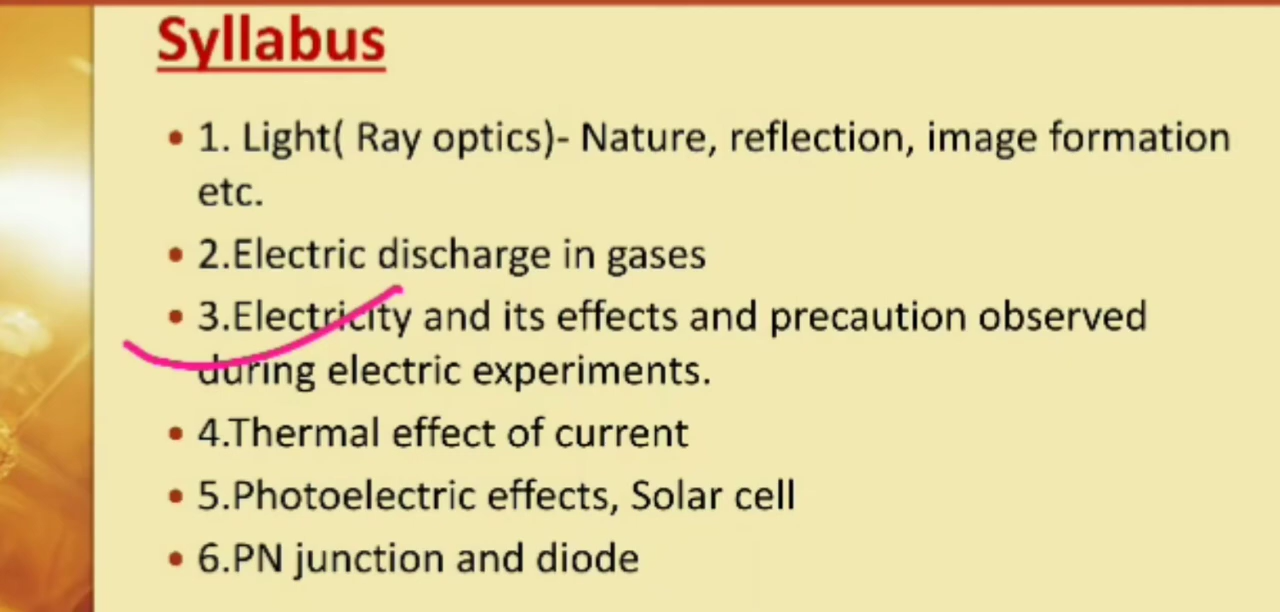 Syllabus
• 1. Light( Ray optics)- Nature, reflection, image formation
etc.
• 2.Electric discharge in gases
• 3.Electricity and its effects and precaution observed
during electric experiments.
• 4.Thermal effect of current
• 5.Photoelectric effects, Solar cell
• 6.PN junction and diode